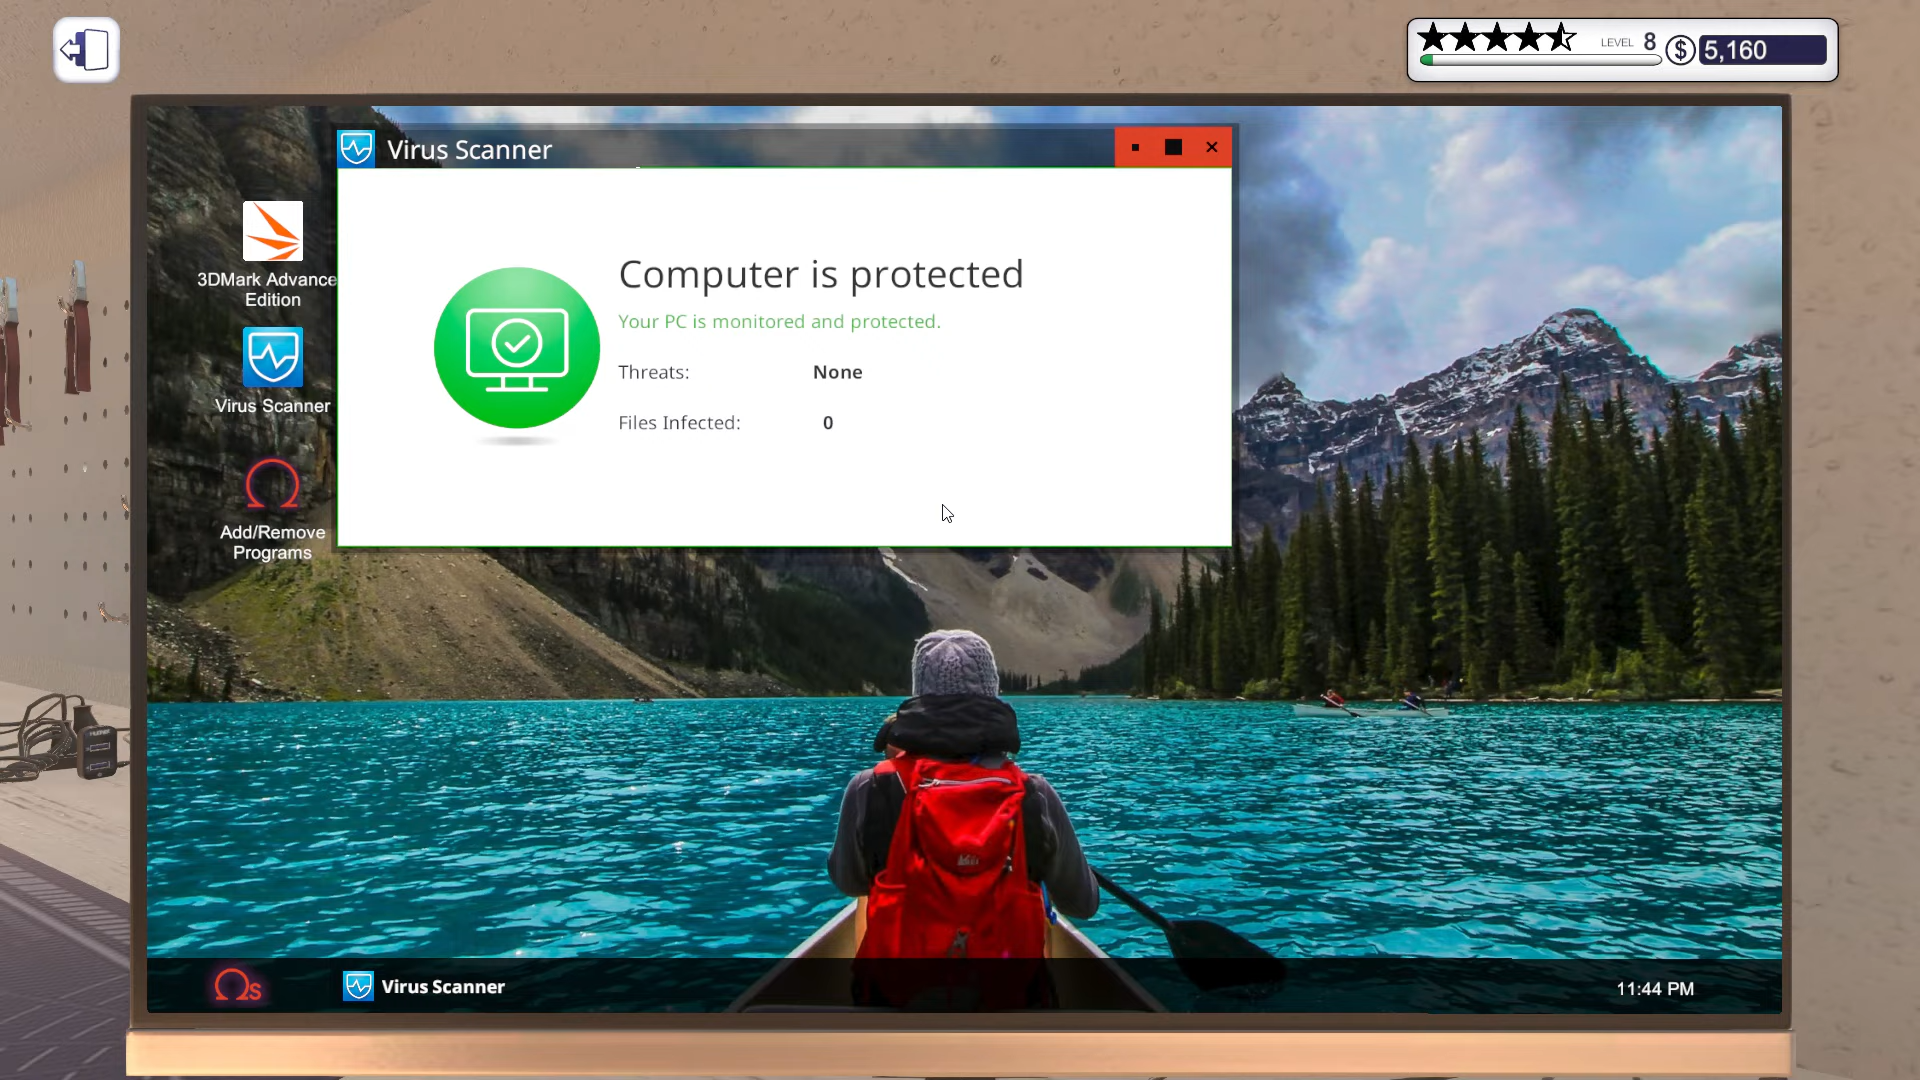 LEVEL 8 $ 5,160
Virus Scanner
3DMark Advance
Edition
Virus Scanner
Add/Remove
Programs
Computer is protected
Your PC is monitored and protected.
Threats: None
Files Infected: 0
Ωs Virus Scanner 11:44 PM